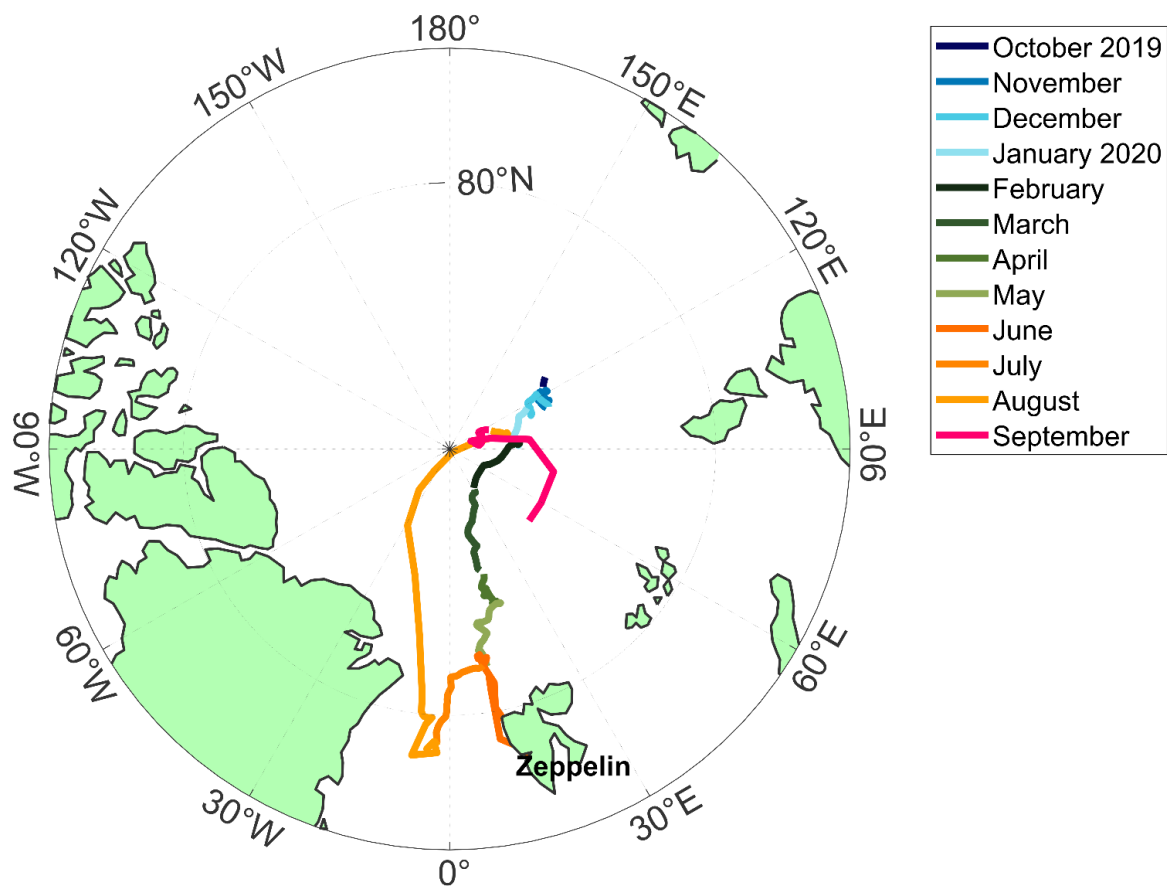 180°
150°W
150°E
120°W
80°N
120°E
90°W
90°E
60°W
60°E
Zeppelin
30°W
30°E
0°
October 2019
November
December
January 2020
February
March
April
May
June
July
August
September